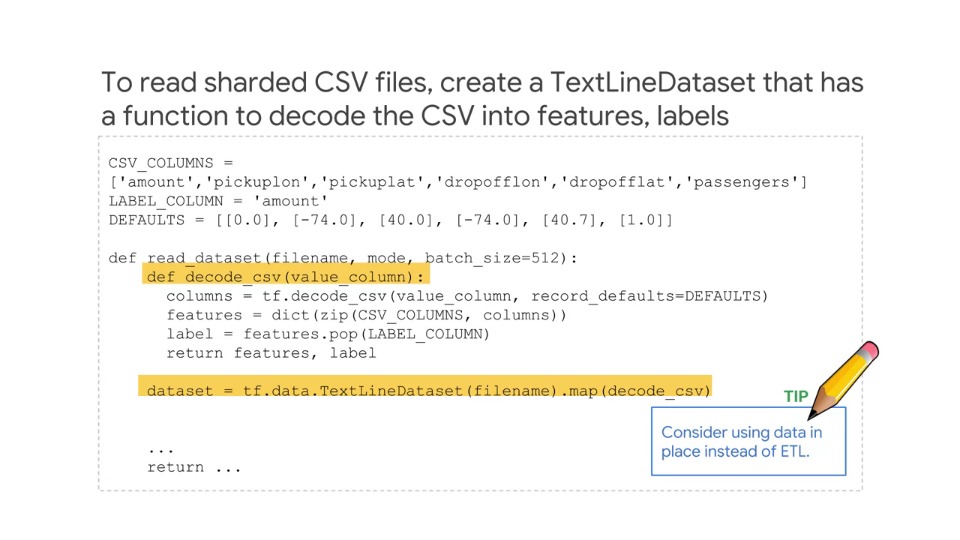 To read sharded CSV files, create a TextLineDataset that has
a function to decode the CSV into features, labels
CSV_COLUMNS =
['amount','pickuplon','pickuplat','dropofflon','dropofflat','passengers']
LABEL_COLUMN = 'amount'
DEFAULTS = [[0.0], [-74.0], [40.0], [-74.0], [40.7], [1.0]]
def read_dataset(filename, mode, batch_size=512):
def decode_csv(value_column):
columns = tf.decode_csv(value_column, record_defaults=DEFAULTS)
features = dict(zip(CSV_COLUMNS, columns))
label = features.pop(LABEL_COLUMN)
return features, label
dataset = tf.data.TextLineDataset(filename).map(decode_csv)
TIP
Consider using data in
place instead of ETL.
...
return ...